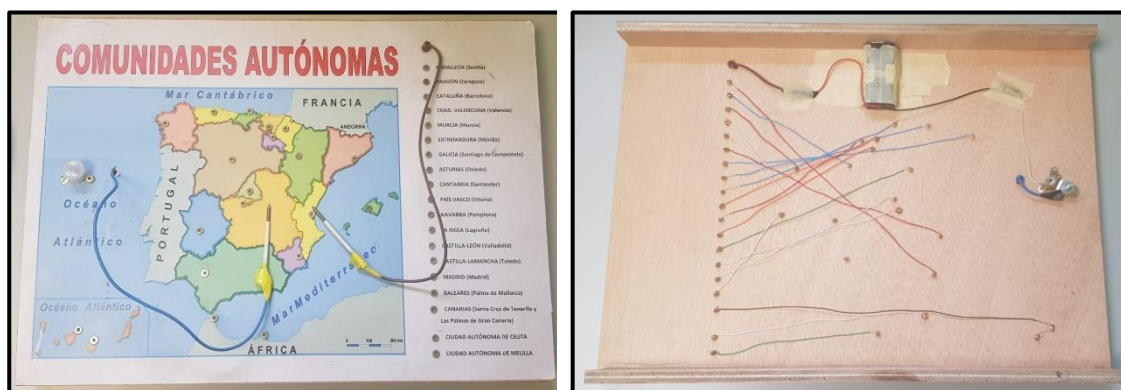 COMUNIDADES AUTÓNOMAS
Mar Cantábrico
FRANCIA
ANDORRA
PORTUGAL
Océano
Atlántico
Mar Mediterráneo
Océano Atlántico
ÁFRICA
ANDALUCÍA (Sevilla)
ARAGÓN (Zaragoza)
CATALUÑA (Barcelona)
CDAD. VALENCIANA (Valencia)
MURCIA (Murcia)
EXTREMADURA (Mérida)
GALICIA (Santiago de Compostela)
ASTURIAS (Oviedo)
CANTABRIA (Santander)
PAÍS VASCO (Vitoria)
NAVARRA (Pamplona)
LA RIOJA (Logroño)
CASTILLA-LEÓN (Valladolid)
CASTILLA-LAMANCHA (Toledo)
MADRID (Madrid)
BALEARES (Palma de Mallorca)
CANARIAS (Santa Cruz de Tenerife y
Las Palmas de Gran Canaria)
CIUDAD AUTÓNOMA DE CEUTA
CIUDAD AUTÓNOMA DE MELILLA